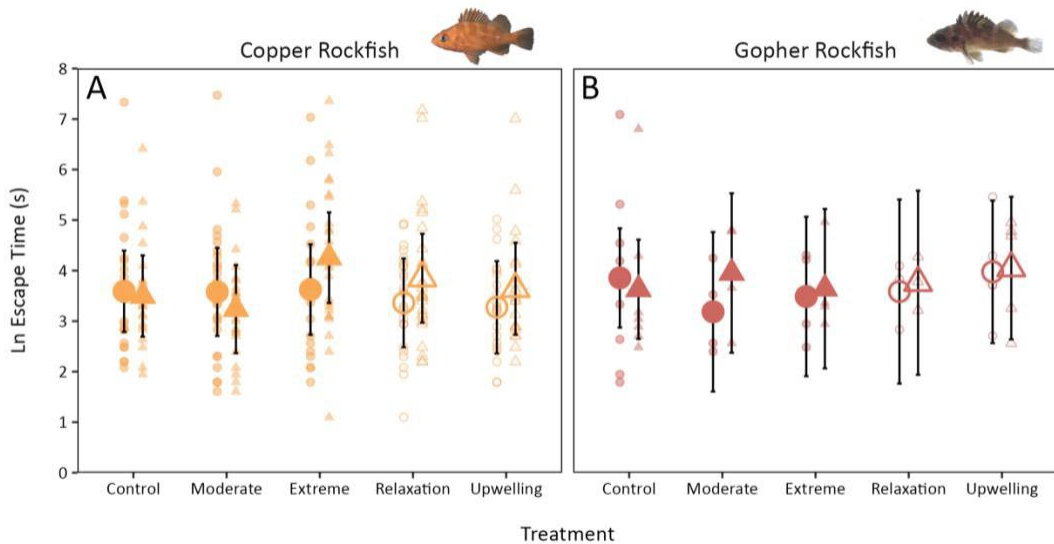 Copper Rockfish
Gopher Rockfish
A
B
8
7
6
5
4
3
2
1
0
Ln Escape Time (s)
Control Moderate Extreme Relaxation Upwelling
Control Moderate Extreme Relaxation Upwelling
Treatment